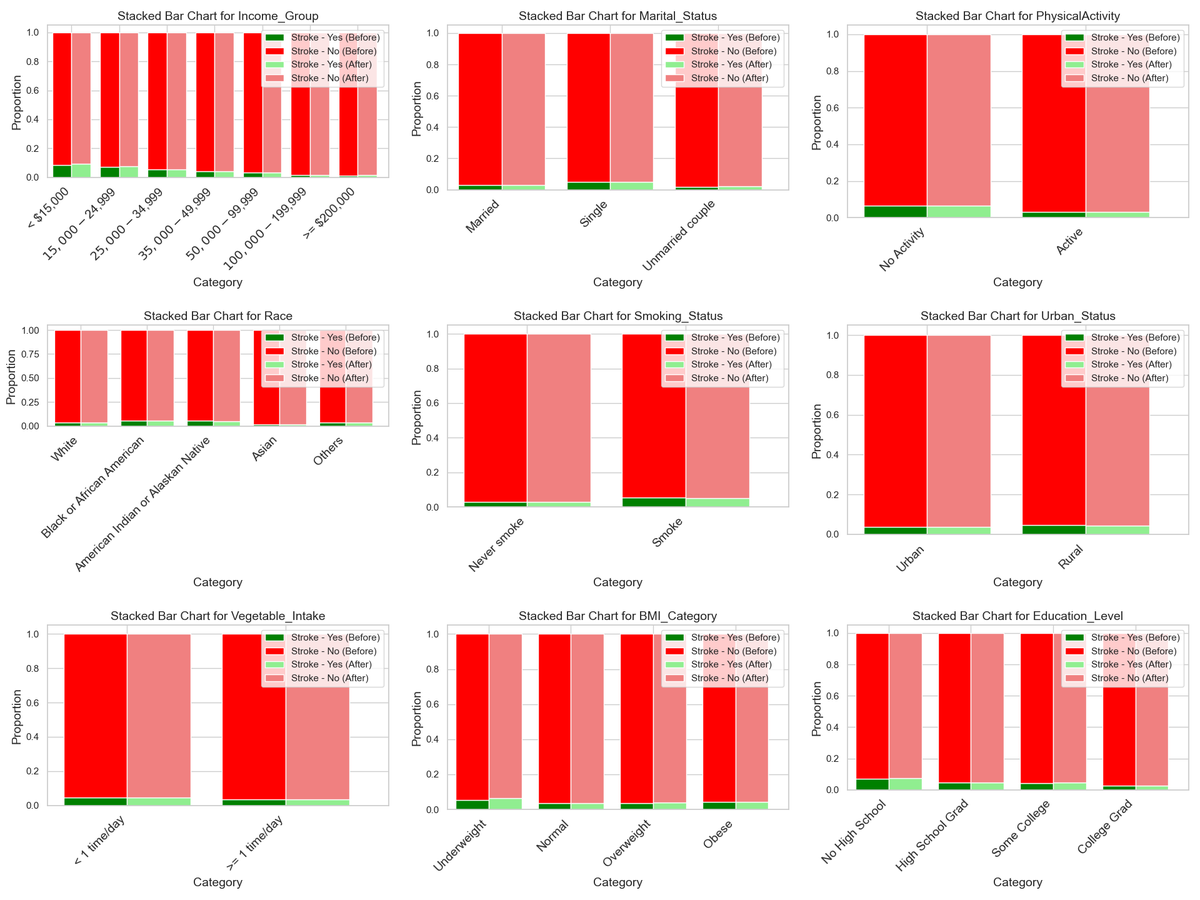 Stacked Bar Chart for Income_Group
Proportion
1.0
0.8
0.6
0.4
0.2
0.0
Stroke - Yes (Before)
Stroke - No (Before)
Stroke - Yes (After)
Stroke - No (After)
< $15,000
15,000 − 24,999
25,000 − 34,999
35,000 − 49,999
50,000 − 99,999
100,000 − 199,999
>= $200,000
Category
Stacked Bar Chart for Marital_Status
Proportion
1.0
0.8
0.6
0.4
0.2
0.0
Stroke - Yes (Before)
Stroke - No (Before)
Stroke - Yes (After)
Stroke - No (After)
Married
Single
Unmarried couple
Category
Stacked Bar Chart for PhysicalActivity
Proportion
1.0
0.8
0.6
0.4
0.2
0.0
Stroke - Yes (Before)
Stroke - No (Before)
Stroke - Yes (After)
Stroke - No (After)
No Activity
Active
Category
Stacked Bar Chart for Race
Proportion
1.00
0.75
0.50
0.25
0.00
Stroke - Yes (Before)
Stroke - No (Before)
Stroke - Yes (After)
Stroke - No (After)
White
Black or African American
American Indian or Alaskan Native
Asian
Others
Category
Stacked Bar Chart for Smoking_Status
Proportion
1.0
0.8
0.6
0.4
0.2
0.0
Stroke - Yes (Before)
Stroke - No (Before)
Stroke - Yes (After)
Stroke - No (After)
Never smoke
Smoke
Category
Stacked Bar Chart for Urban_Status
Proportion
1.0
0.8
0.6
0.4
0.2
0.0
Stroke - Yes (Before)
Stroke - No (Before)
Stroke - Yes (After)
Stroke - No (After)
Urban
Rural
Category
Stacked Bar Chart for Vegetable_Intake
Proportion
1.0
0.8
0.6
0.4
0.2
0.0
Stroke - Yes (Before)
Stroke - No (Before)
Stroke - Yes (After)
Stroke - No (After)
< 1 time/day
>= 1 time/day
Category
Stacked Bar Chart for BMI_Category
Proportion
1.0
0.8
0.6
0.4
0.2
0.0
Stroke - Yes (Before)
Stroke - No (Before)
Stroke - Yes (After)
Stroke - No (After)
Underweight
Normal
Overweight
Obese
Category
Stacked Bar Chart for Education_Level
Proportion
1.0
0.8
0.6
0.4
0.2
0.0
Stroke - Yes (Before)
Stroke - No (Before)
Stroke - Yes (After)
Stroke - No (After)
No High School
High School Grad
Some College
College Grad
Category